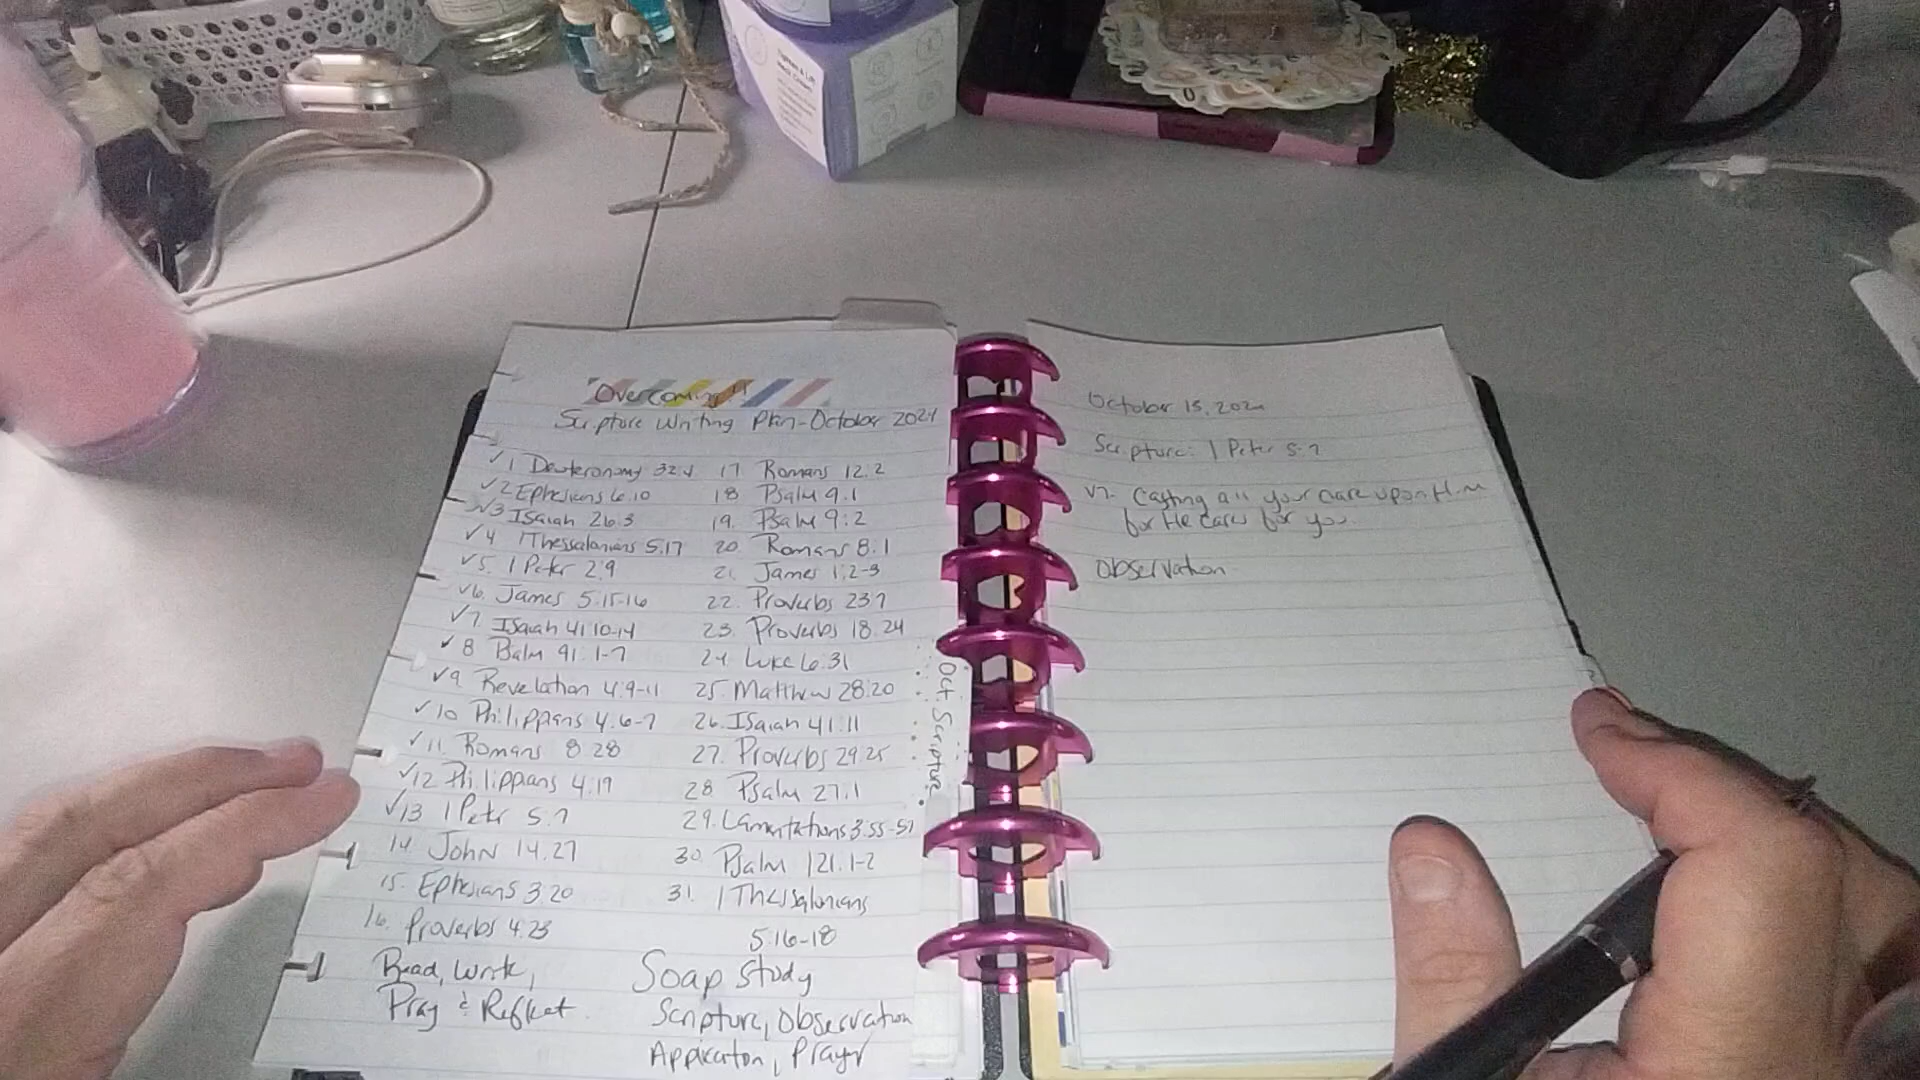 Tighten & Lift
Overcoming!!
Scripture Writing Plan - October 2024
✓ 1 Deuteronomy 32:4
✓ 2 Ephesians 6:10
✓ 3 Isaiah 26:3
✓ 4 1 Thessalonians 5:17
✓ 5. 1 Peter 2:9
✓ 6. James 5:15-16
✓ 7. Isaiah 41:10-14
✓ 8 Psalm 91:1-7
✓ 9. Revelation 4:9-11
✓ 10 Philippians 4:6-7
✓ 11. Romans 8:28
✓ 12 Philippians 4:19
✓ 13 1 Peter 5:7
14. John 14:27
15. Ephesians 3:20
16. Proverbs 4:23
17 Romans 12:2
18 Psalm 9:1
19. Psalm 9:2
20. Romans 8:1
21. James 1:2-3
22. Proverbs 23:7
23. Proverbs 18:24
24. Luke 6:31
25. Matthew 28:20
26. Isaiah 41:11
27. Proverbs 29:25
28 Psalm 27:1
29. Lamentations 3:55-57
30. Psalm 121:1-2
31. 1 Thessalonians
5:16-18
Read, Write,
Pray & Reflect.
Soap Study
Scripture, Observation
Application, Prayer
Oct Scripture
October 13, 2024
Scripture: 1 Peter 5:7
v7. Casting all your care upon Him
for He cares for you.
Observation